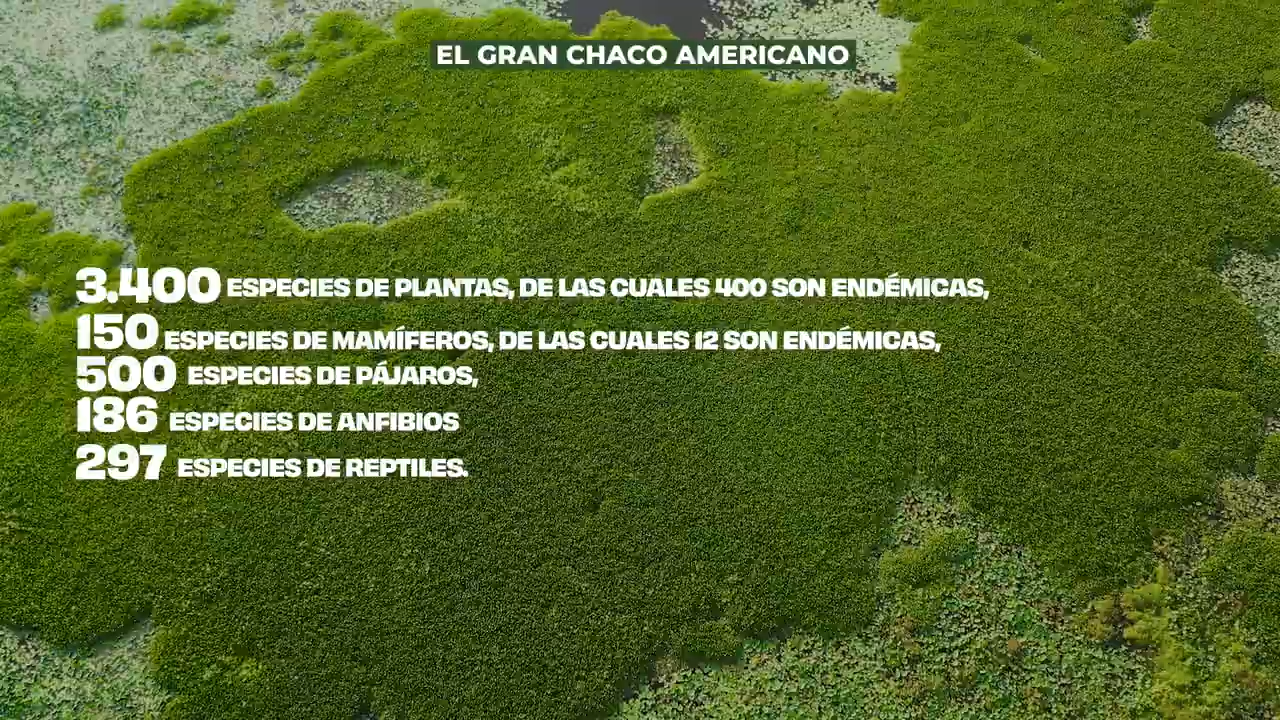 EL GRAN CHACO AMERICANO
3.400 ESPECIES DE PLANTAS, DE LAS CUALES 400 SON ENDÉMICAS,
150 ESPECIES DE MAMÍFEROS, DE LAS CUALES 12 SON ENDÉMICAS,
500 ESPECIES DE PÁJAROS,
186 ESPECIES DE ANFIBIOS
297 ESPECIES DE REPTILES.